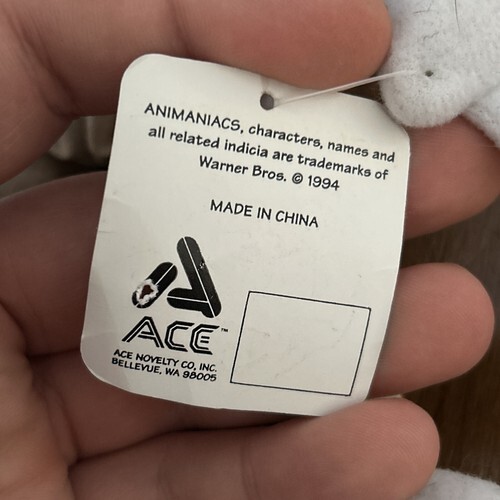 ANIMANIACS, characters, names and
all related indicia are trademarks of
Warner Bros. © 1994
MADE IN CHINA
ACE™
ACE NOVELTY CO, INC.
BELLEVUE, WA 98005